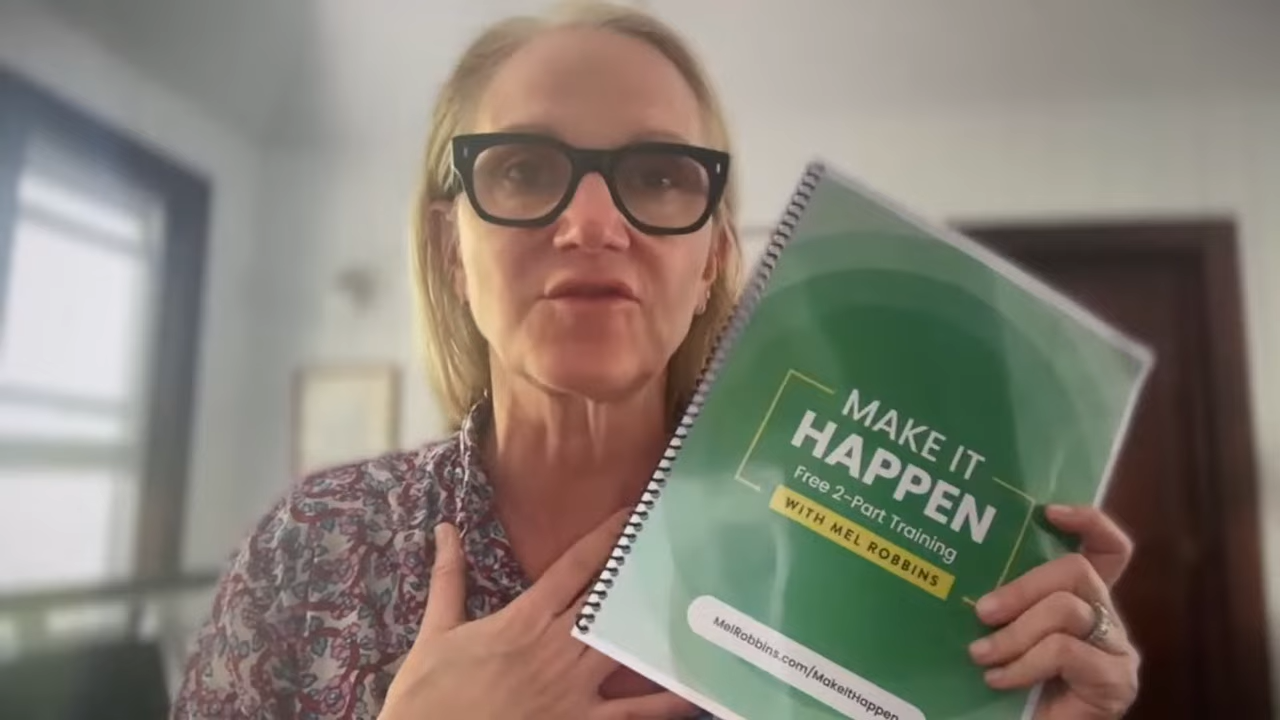 MAKE IT
HAPPEN
Free 2-Part Training
WITH MEL ROBBINS
MelRobbins.com/MakeItHappen